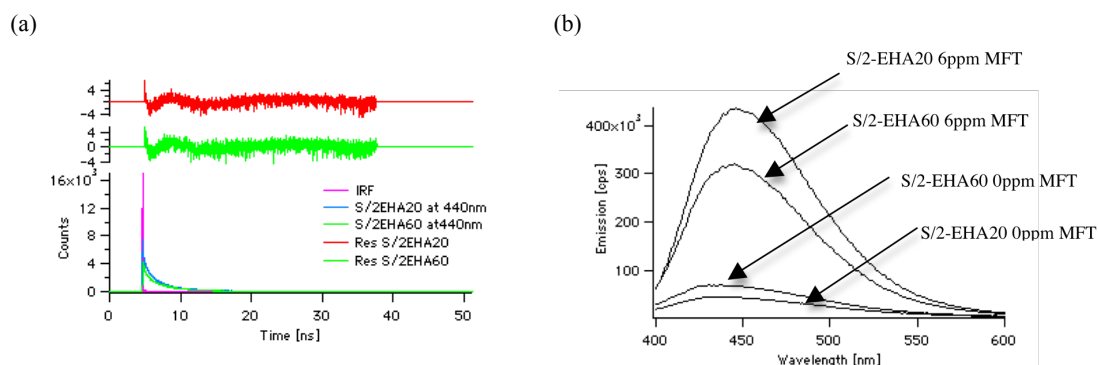 (a)
4
0
-4
4
0
-4
16×10³
12
8
4
0
Counts
IRF
S/2EHA20 at 440nm
S/2EHA60 at440nm
Res S/2EHA20
Res S/2EHA60
0
10
20
30
40
50
Time [ns]
(b)
S/2-EHA20 6ppm MFT
S/2-EHA60 6ppm MFT
S/2-EHA60 0ppm MFT
S/2-EHA20 0ppm MFT
400×10³
300
200
100
Emission [cps]
400
450
500
550
600
Wavelength [nm]